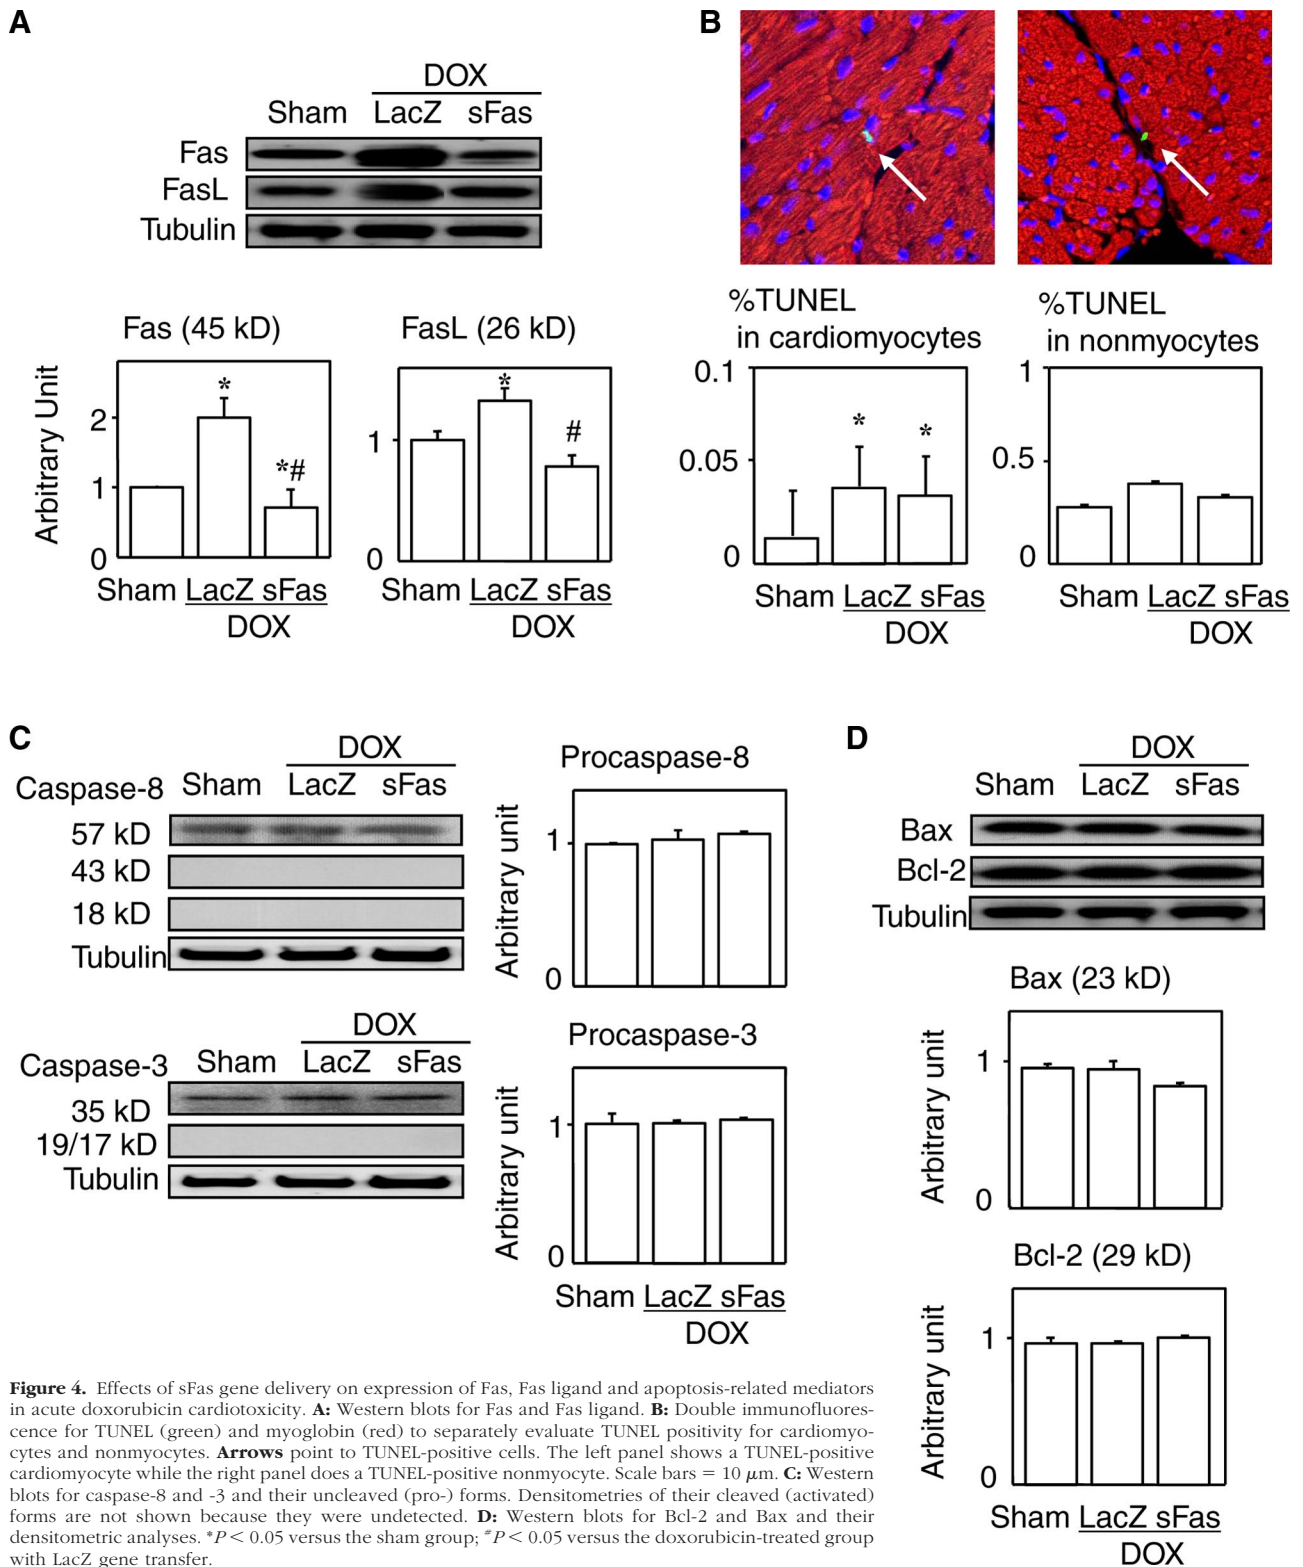 A
DOX
Sham LacZ sFas
Fas
FasL
Tubulin
Fas (45 kD)
Arbitrary Unit
2
1
0
*
*#
Sham LacZ sFas
DOX
FasL (26 kD)
1
0
*
#
Sham LacZ sFas
DOX
B
%TUNEL
in cardiomyocytes
0.1
0.05
0
*
*
Sham LacZ sFas
DOX
%TUNEL
in nonmyocytes
1
0.5
0
Sham LacZ sFas
DOX
C
DOX
Caspase-8 Sham LacZ sFas
57 kD
43 kD
18 kD
Tubulin
Procaspase-8
Arbitrary unit
1
0
DOX
Caspase-3 Sham LacZ sFas
35 kD
19/17 kD
Tubulin
Procaspase-3
Arbitrary unit
1
0
Sham LacZ sFas
DOX
D
DOX
Sham LacZ sFas
Bax
Bcl-2
Tubulin
Bax (23 kD)
Arbitrary unit
1
0
Bcl-2 (29 kD)
Arbitrary unit
1
0
Sham LacZ sFas
DOX
Figure 4. Effects of sFas gene delivery on expression of Fas, Fas ligand and apoptosis-related mediators
in acute doxorubicin cardiotoxicity. A: Western blots for Fas and Fas ligand. B: Double immunofluores-
cence for TUNEL (green) and myoglobin (red) to separately evaluate TUNEL positivity for cardiomyo-
cytes and nonmyocytes. Arrows point to TUNEL-positive cells. The left panel shows a TUNEL-positive
cardiomyocyte while the right panel does a TUNEL-positive nonmyocyte. Scale bars = 10 μm. C: Western
blots for caspase-8 and -3 and their uncleaved (pro-) forms. Densitometries of their cleaved (activated)
forms are not shown because they were undetected. D: Western blots for Bcl-2 and Bax and their
densitometric analyses. *P < 0.05 versus the sham group; #P < 0.05 versus the doxorubicin-treated group
with LacZ gene transfer.